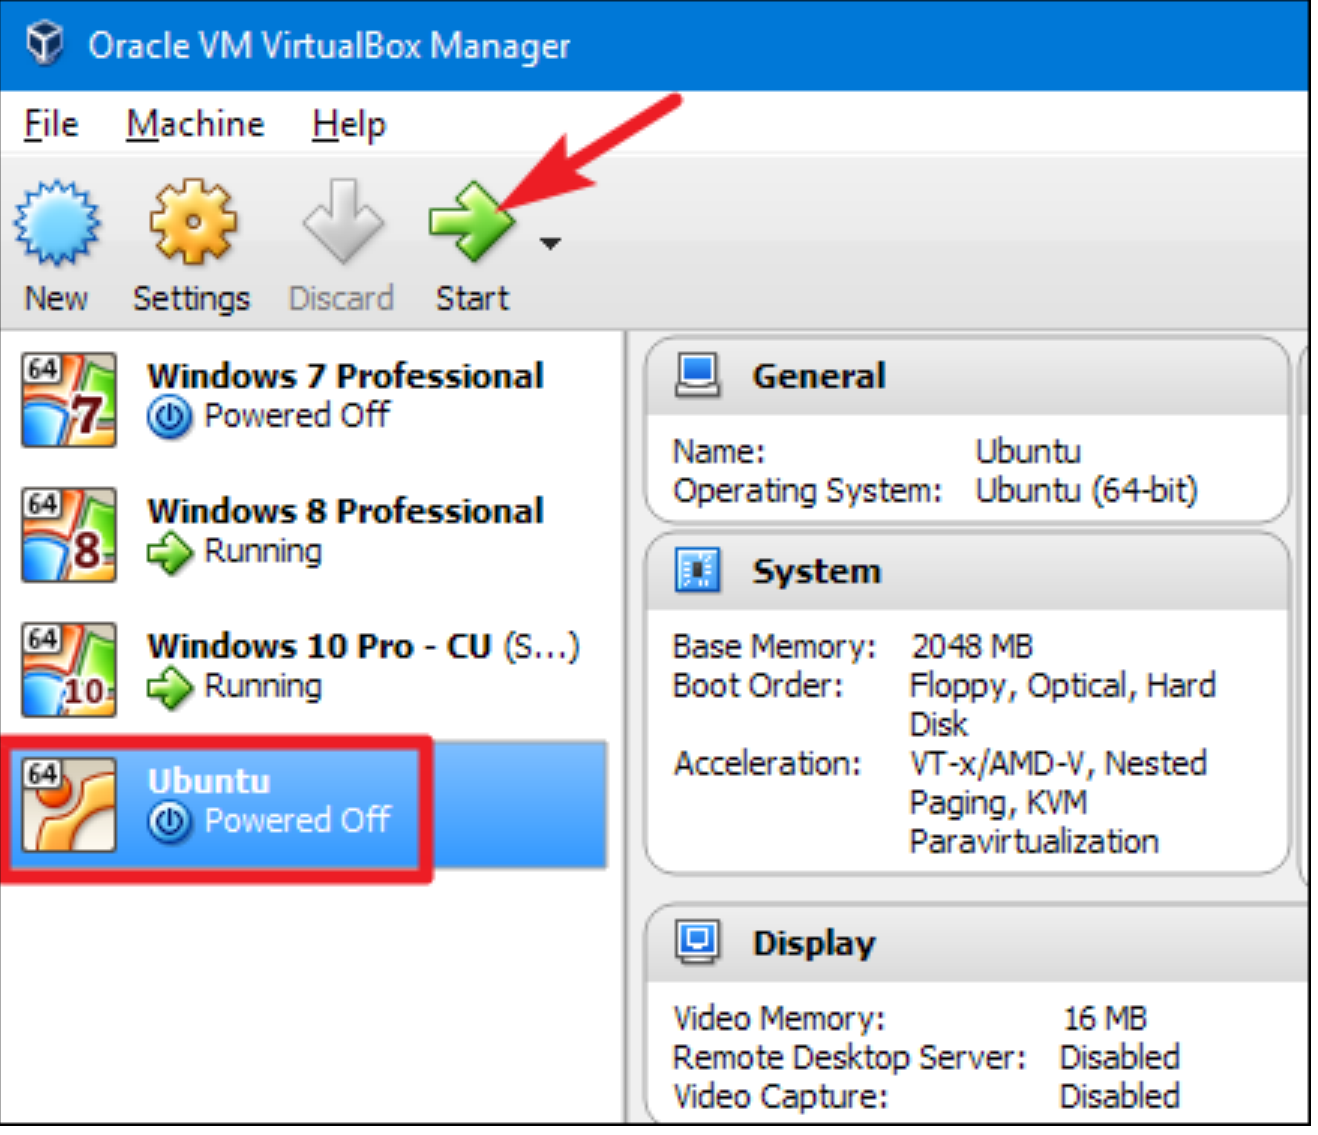 Oracle VM VirtualBox Manager
File Machine Help
New Settings Discard Start
64 7 Windows 7 Professional
Powered Off
64 8 Windows 8 Professional
Running
64 10 Windows 10 Pro - CU (S...)
Running
64 Ubuntu
Powered Off
General
Name: Ubuntu
Operating System: Ubuntu (64-bit)
System
Base Memory: 2048 MB
Boot Order: Floppy, Optical, Hard
Disk
Acceleration: VT-x/AMD-V, Nested
Paging, KVM
Paravirtualization
Display
Video Memory: 16 MB
Remote Desktop Server: Disabled
Video Capture: Disabled